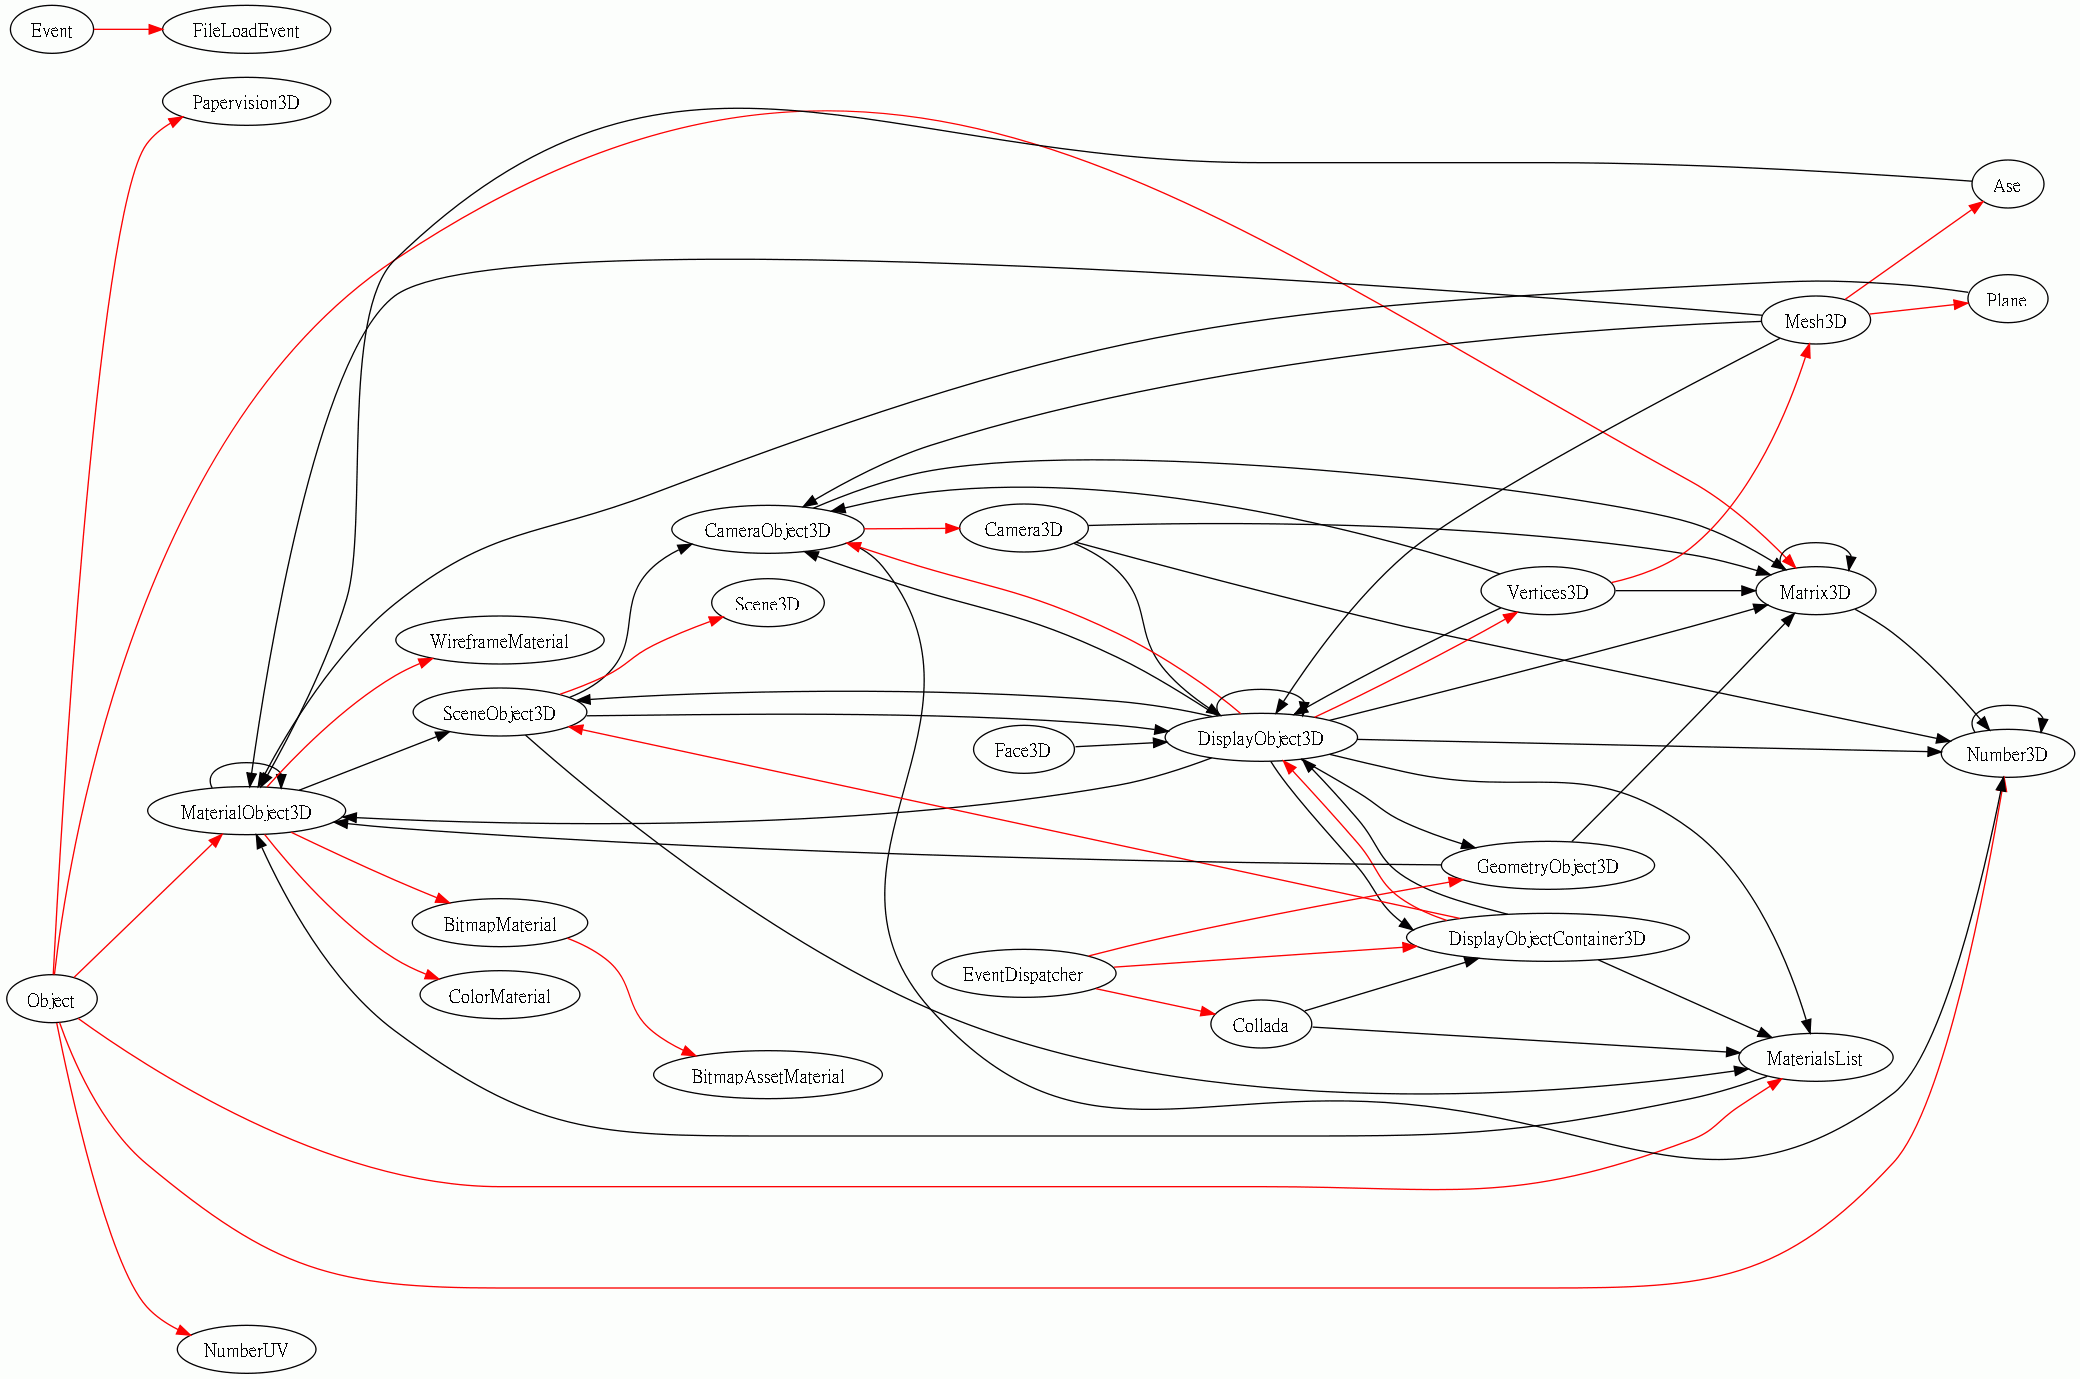 Event
FileLoadEvent
Papervision3D
Ase
Plane
Mesh3D
CameraObject3D
Camera3D
Vertices3D
Matrix3D
Scene3D
WireframeMaterial
SceneObject3D
DisplayObject3D
Face3D
Number3D
MaterialObject3D
GeometryObject3D
BitmapMaterial
DisplayObjectContainer3D
EventDispatcher
ColorMaterial
Object
Collada
MaterialsList
BitmapAssetMaterial
NumberUV